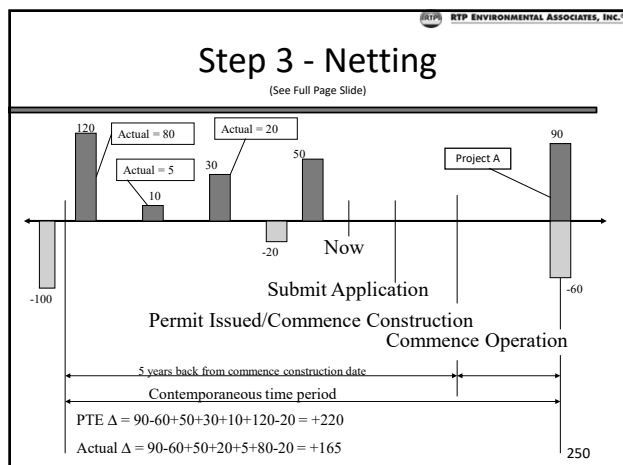 RTP ENVIRONMENTAL ASSOCIATES, INC.®
Step 3 - Netting
(See Full Page Slide)
120
Actual = 80
Actual = 5
10
Actual = 20
30
50
Project A
90
-100
-20
-60
Now
Submit Application
Permit Issued/Commence Construction
Commence Operation
5 years back from commence construction date
Contemporaneous time period
PTE Δ = 90-60+50+30+10+120-20 = +220
Actual Δ = 90-60+50+20+5+80-20 = +165
250